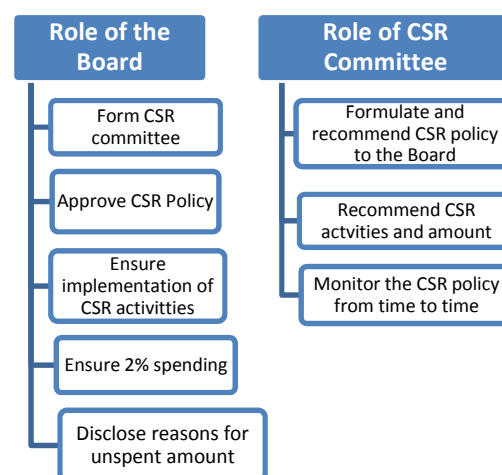 Role of the
Board
Form CSR
committee
Approve CSR Policy
Ensure
implementation of
CSR activitties
Ensure 2% spending
Disclose reasons for
unspent amount
Role of CSR
Committee
Formulate and
recommend CSR policy
to the Board
Recommend CSR
actvities and amount
Monitor the CSR policy
from time to time